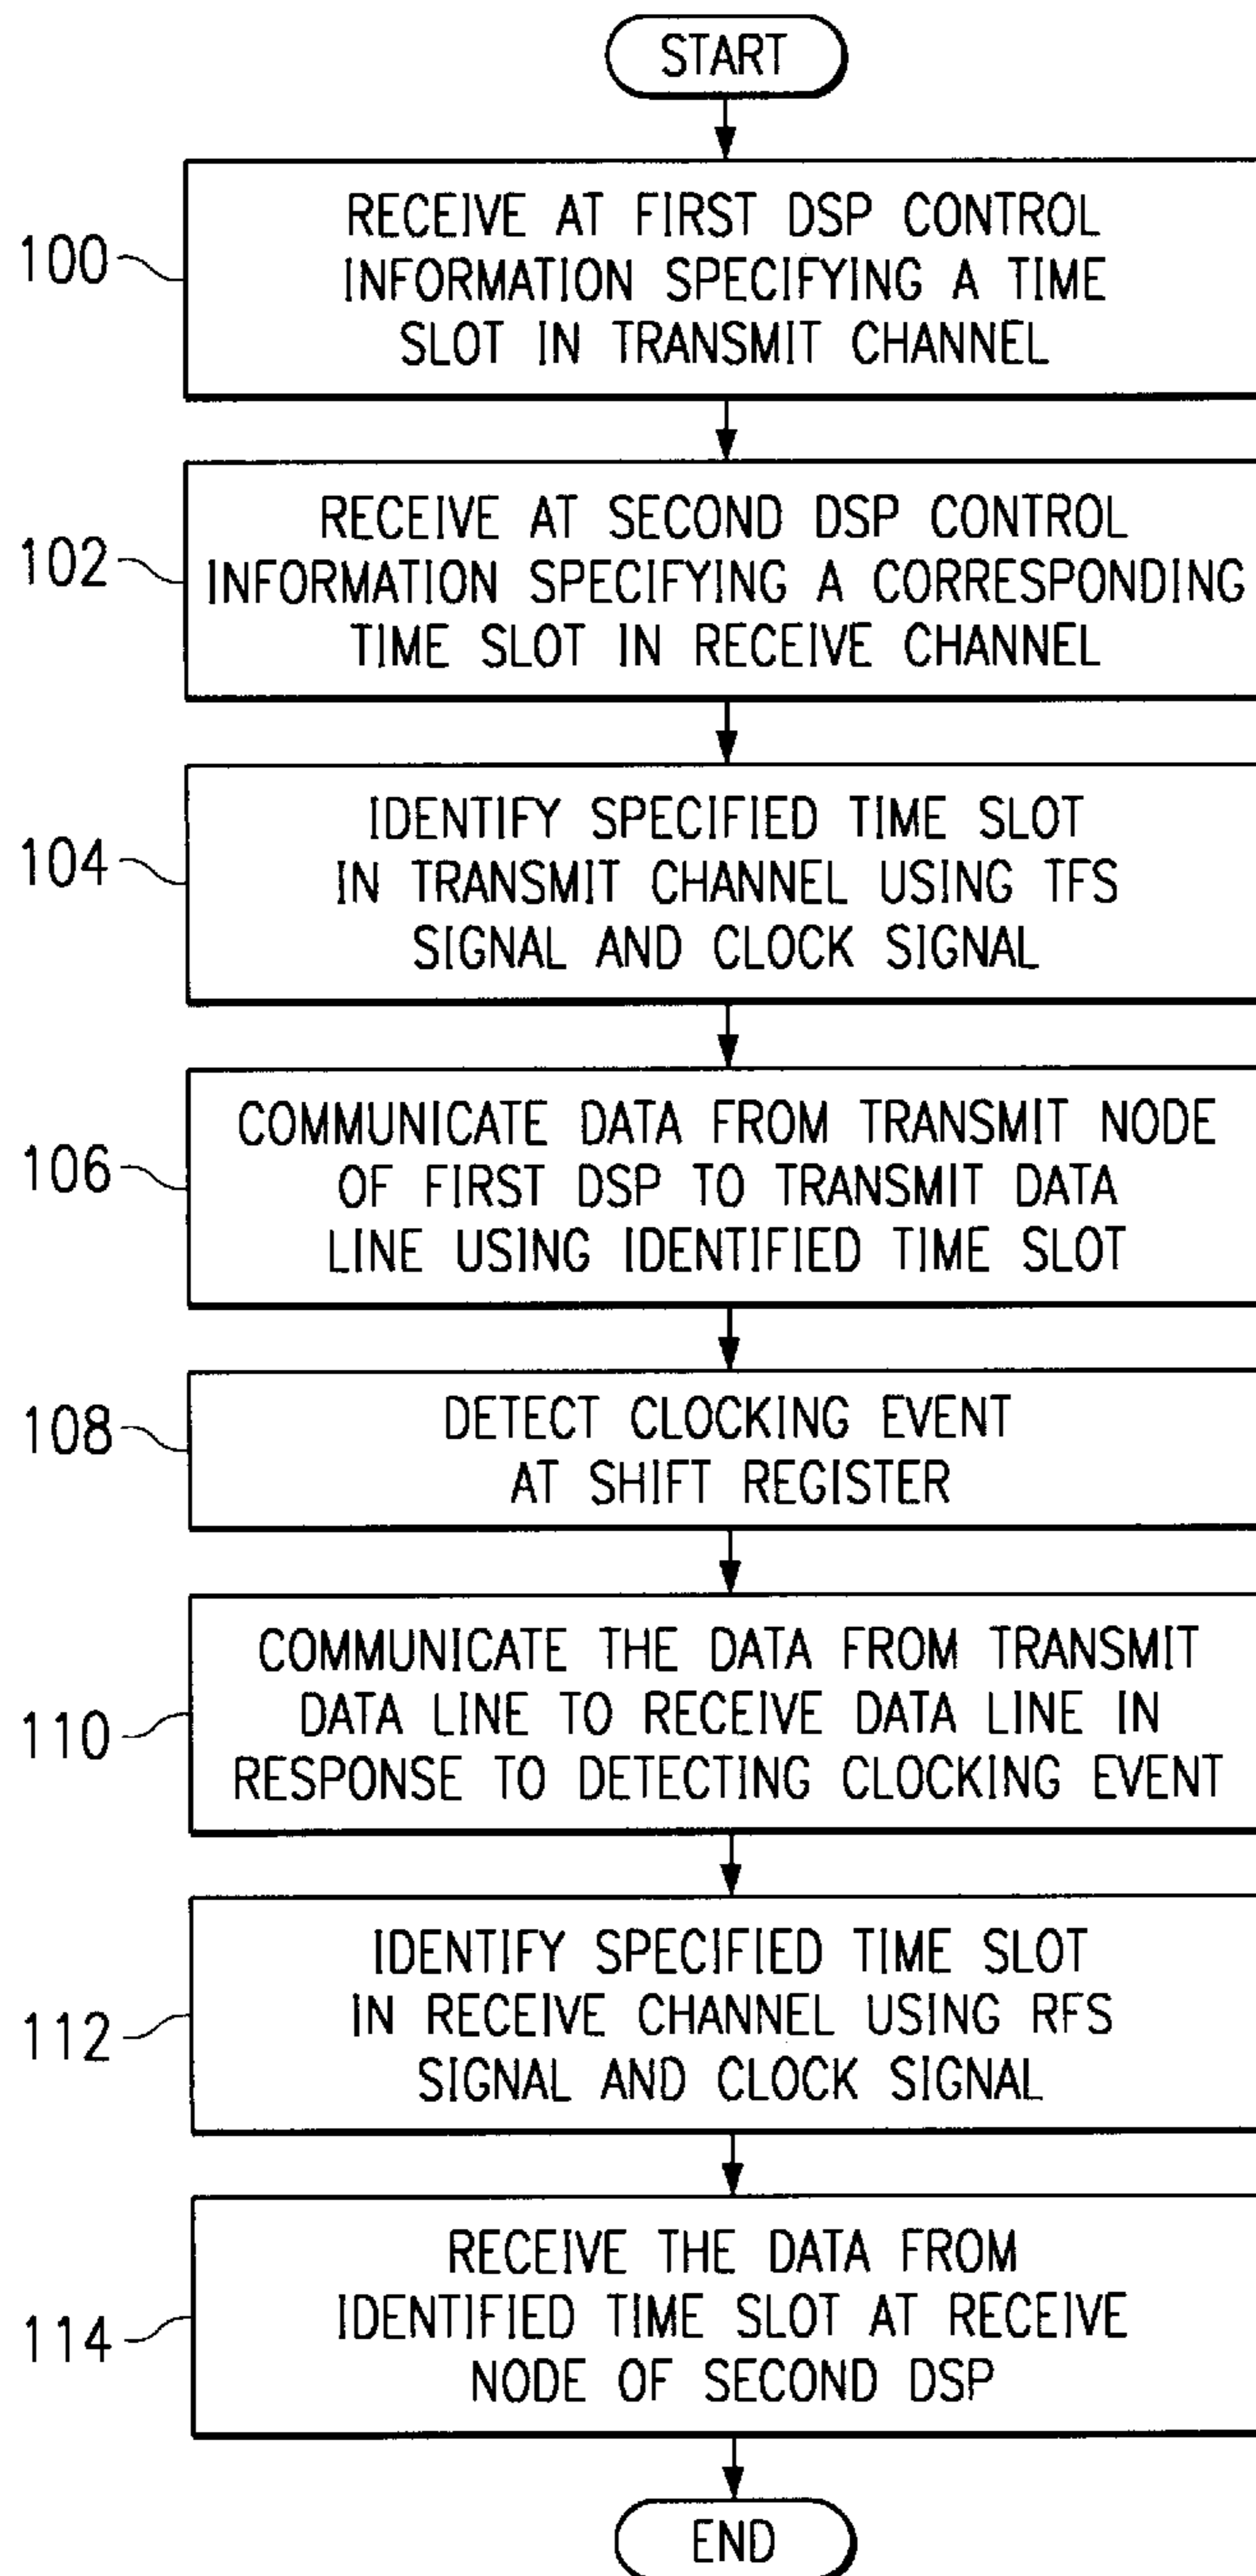 START
100
RECEIVE AT FIRST DSP CONTROL
INFORMATION SPECIFYING A TIME
SLOT IN TRANSMIT CHANNEL
102
RECEIVE AT SECOND DSP CONTROL
INFORMATION SPECIFYING A CORRESPONDING
TIME SLOT IN RECEIVE CHANNEL
104
IDENTIFY SPECIFIED TIME SLOT
IN TRANSMIT CHANNEL USING TFS
SIGNAL AND CLOCK SIGNAL
106
COMMUNICATE DATA FROM TRANSMIT NODE
OF FIRST DSP TO TRANSMIT DATA
LINE USING IDENTIFIED TIME SLOT
108
DETECT CLOCKING EVENT
AT SHIFT REGISTER
110
COMMUNICATE THE DATA FROM TRANSMIT
DATA LINE TO RECEIVE DATA LINE IN
RESPONSE TO DETECTING CLOCKING EVENT
112
IDENTIFY SPECIFIED TIME SLOT
IN RECEIVE CHANNEL USING RFS
SIGNAL AND CLOCK SIGNAL
114
RECEIVE THE DATA FROM
IDENTIFIED TIME SLOT AT RECEIVE
NODE OF SECOND DSP
END